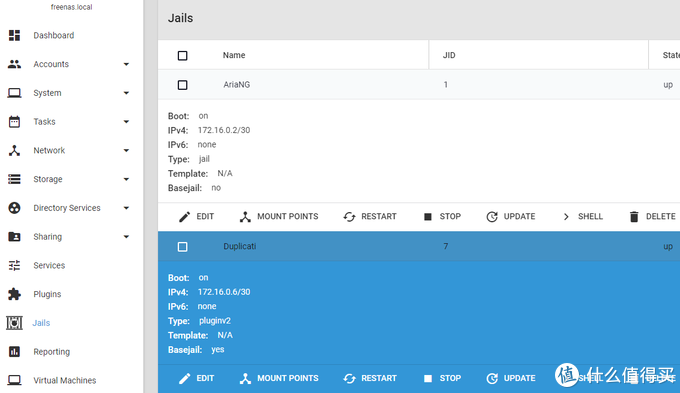 freenas.local
Jails
Dashboard
Name JID State
Accounts
AriaNG 1 up
System
Boot: on
Tasks
IPv4: 172.16.0.2/30
IPv6: none
Network
Type: jail
Template: N/A
Storage
Basejail: no
Directory Services
EDIT MOUNT POINTS RESTART STOP UPDATE SHELL DELETE
Sharing
Duplicati 7 up
Services
Boot: on
IPv4: 172.16.0.6/30
Plugins
IPv6: none
Jails
Type: pluginv2
Template: N/A
Reporting
Basejail: yes
Virtual Machines
EDIT MOUNT POINTS RESTART STOP UPDATE SHELL
值 什么值得买